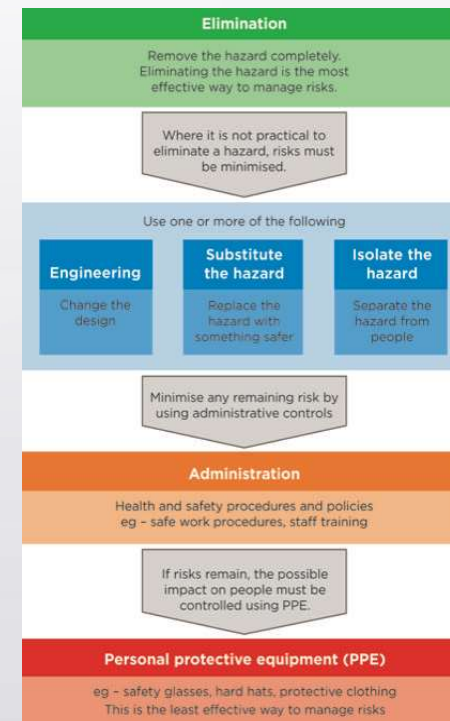 Elimination
Remove the hazard completely.
Eliminating the hazard is the most
effective way to manage risks.
Where it is not practical to
eliminate a hazard, risks must
be minimised.
Use one or more of the following
Engineering
Change the
design
Substitute
the hazard
Replace the
hazard with
something safer
Isolate the
hazard
Separate the
hazard from
people
Minimise any remaining risk by
using administrative controls
Administration
Health and safety procedures and policies
eg – safe work procedures, staff training
If risks remain, the possible
impact on people must be
controlled using PPE.
Personal protective equipment (PPE)
eg – safety glasses, hard hats, protective clothing
This is the least effective way to manage risks